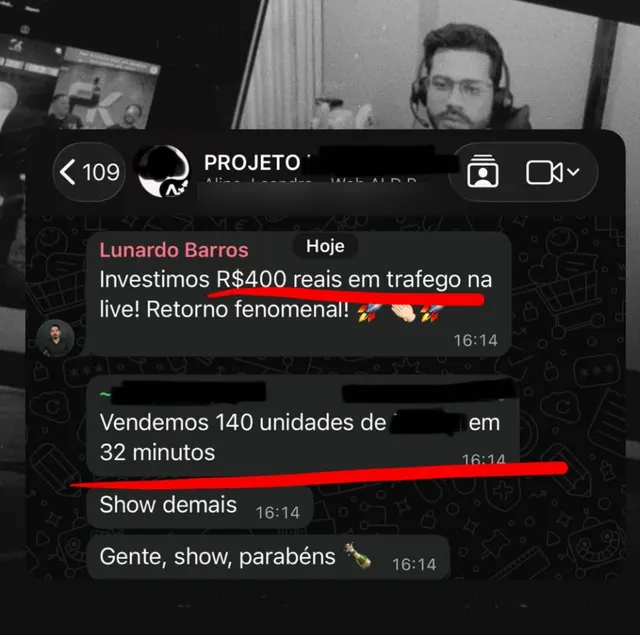 109
PROJETO
Lunardo Barros
Hoje
Investimos R$400 reais em trafego na
live! Retorno fenomenal! 🚀👏🏻🚀
16:14
~
Vendemos 140 unidades de em
32 minutos
16:14
Show demais 16:14
Gente, show, parabéns 🍾 16:14